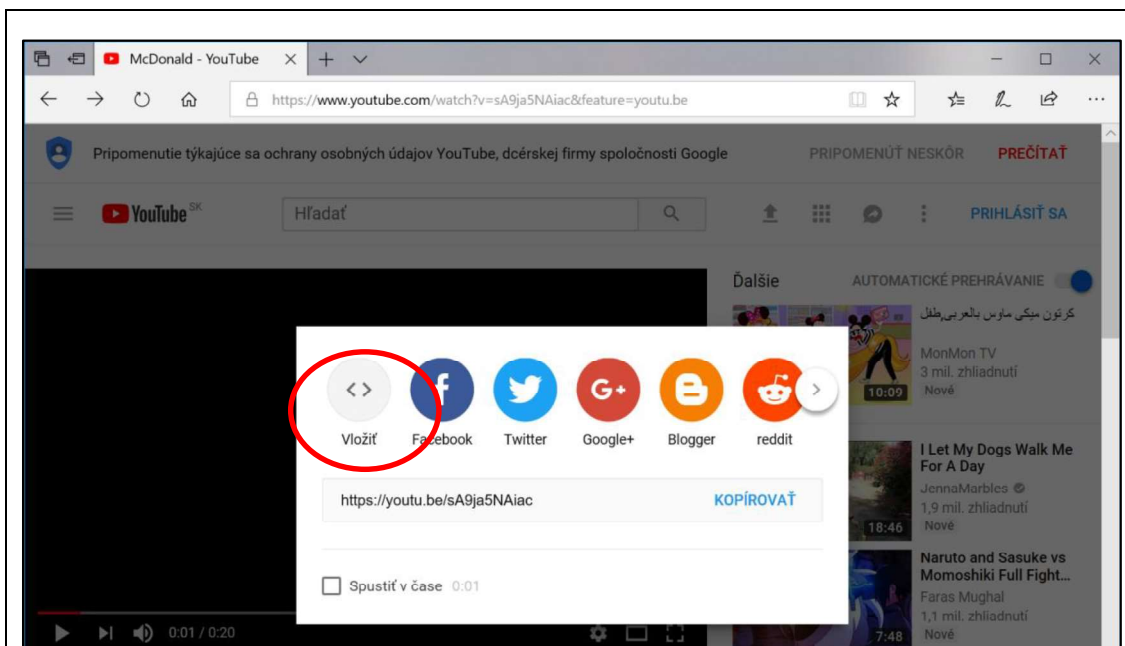 McDonald - YouTube
https://www.youtube.com/watch?v=sA9ja5NAiac&feature=youtu.be
Pripomenutie týkajúce sa ochrany osobných údajov YouTube, dcérskej firmy spoločnosti Google
PRIPOMENÚŤ NESKÔR
PREČÍTAŤ
YouTube SK
Hľadať
PRIHLÁSIŤ SA
Ďalšie
AUTOMATICKÉ PREHRÁVANIE
كرتون ميكى ماوس بالعربى,طفل
MonMon TV
3 mil. zhliadnutí
Nové
10:09
Vložiť
Facebook
Twitter
G+
Google+
Blogger
reddit
https://youtu.be/sA9ja5NAiac
KOPÍROVAŤ
Spustiť v čase 0:01
I Let My Dogs Walk Me
For A Day
JennaMarbles
1,9 mil. zhliadnutí
Nové
18:46
Naruto and Sasuke vs
Momoshiki Full Fight...
Faras Mughal
1,1 mil. zhliadnutí
Nové
7:48
0:01 / 0:20